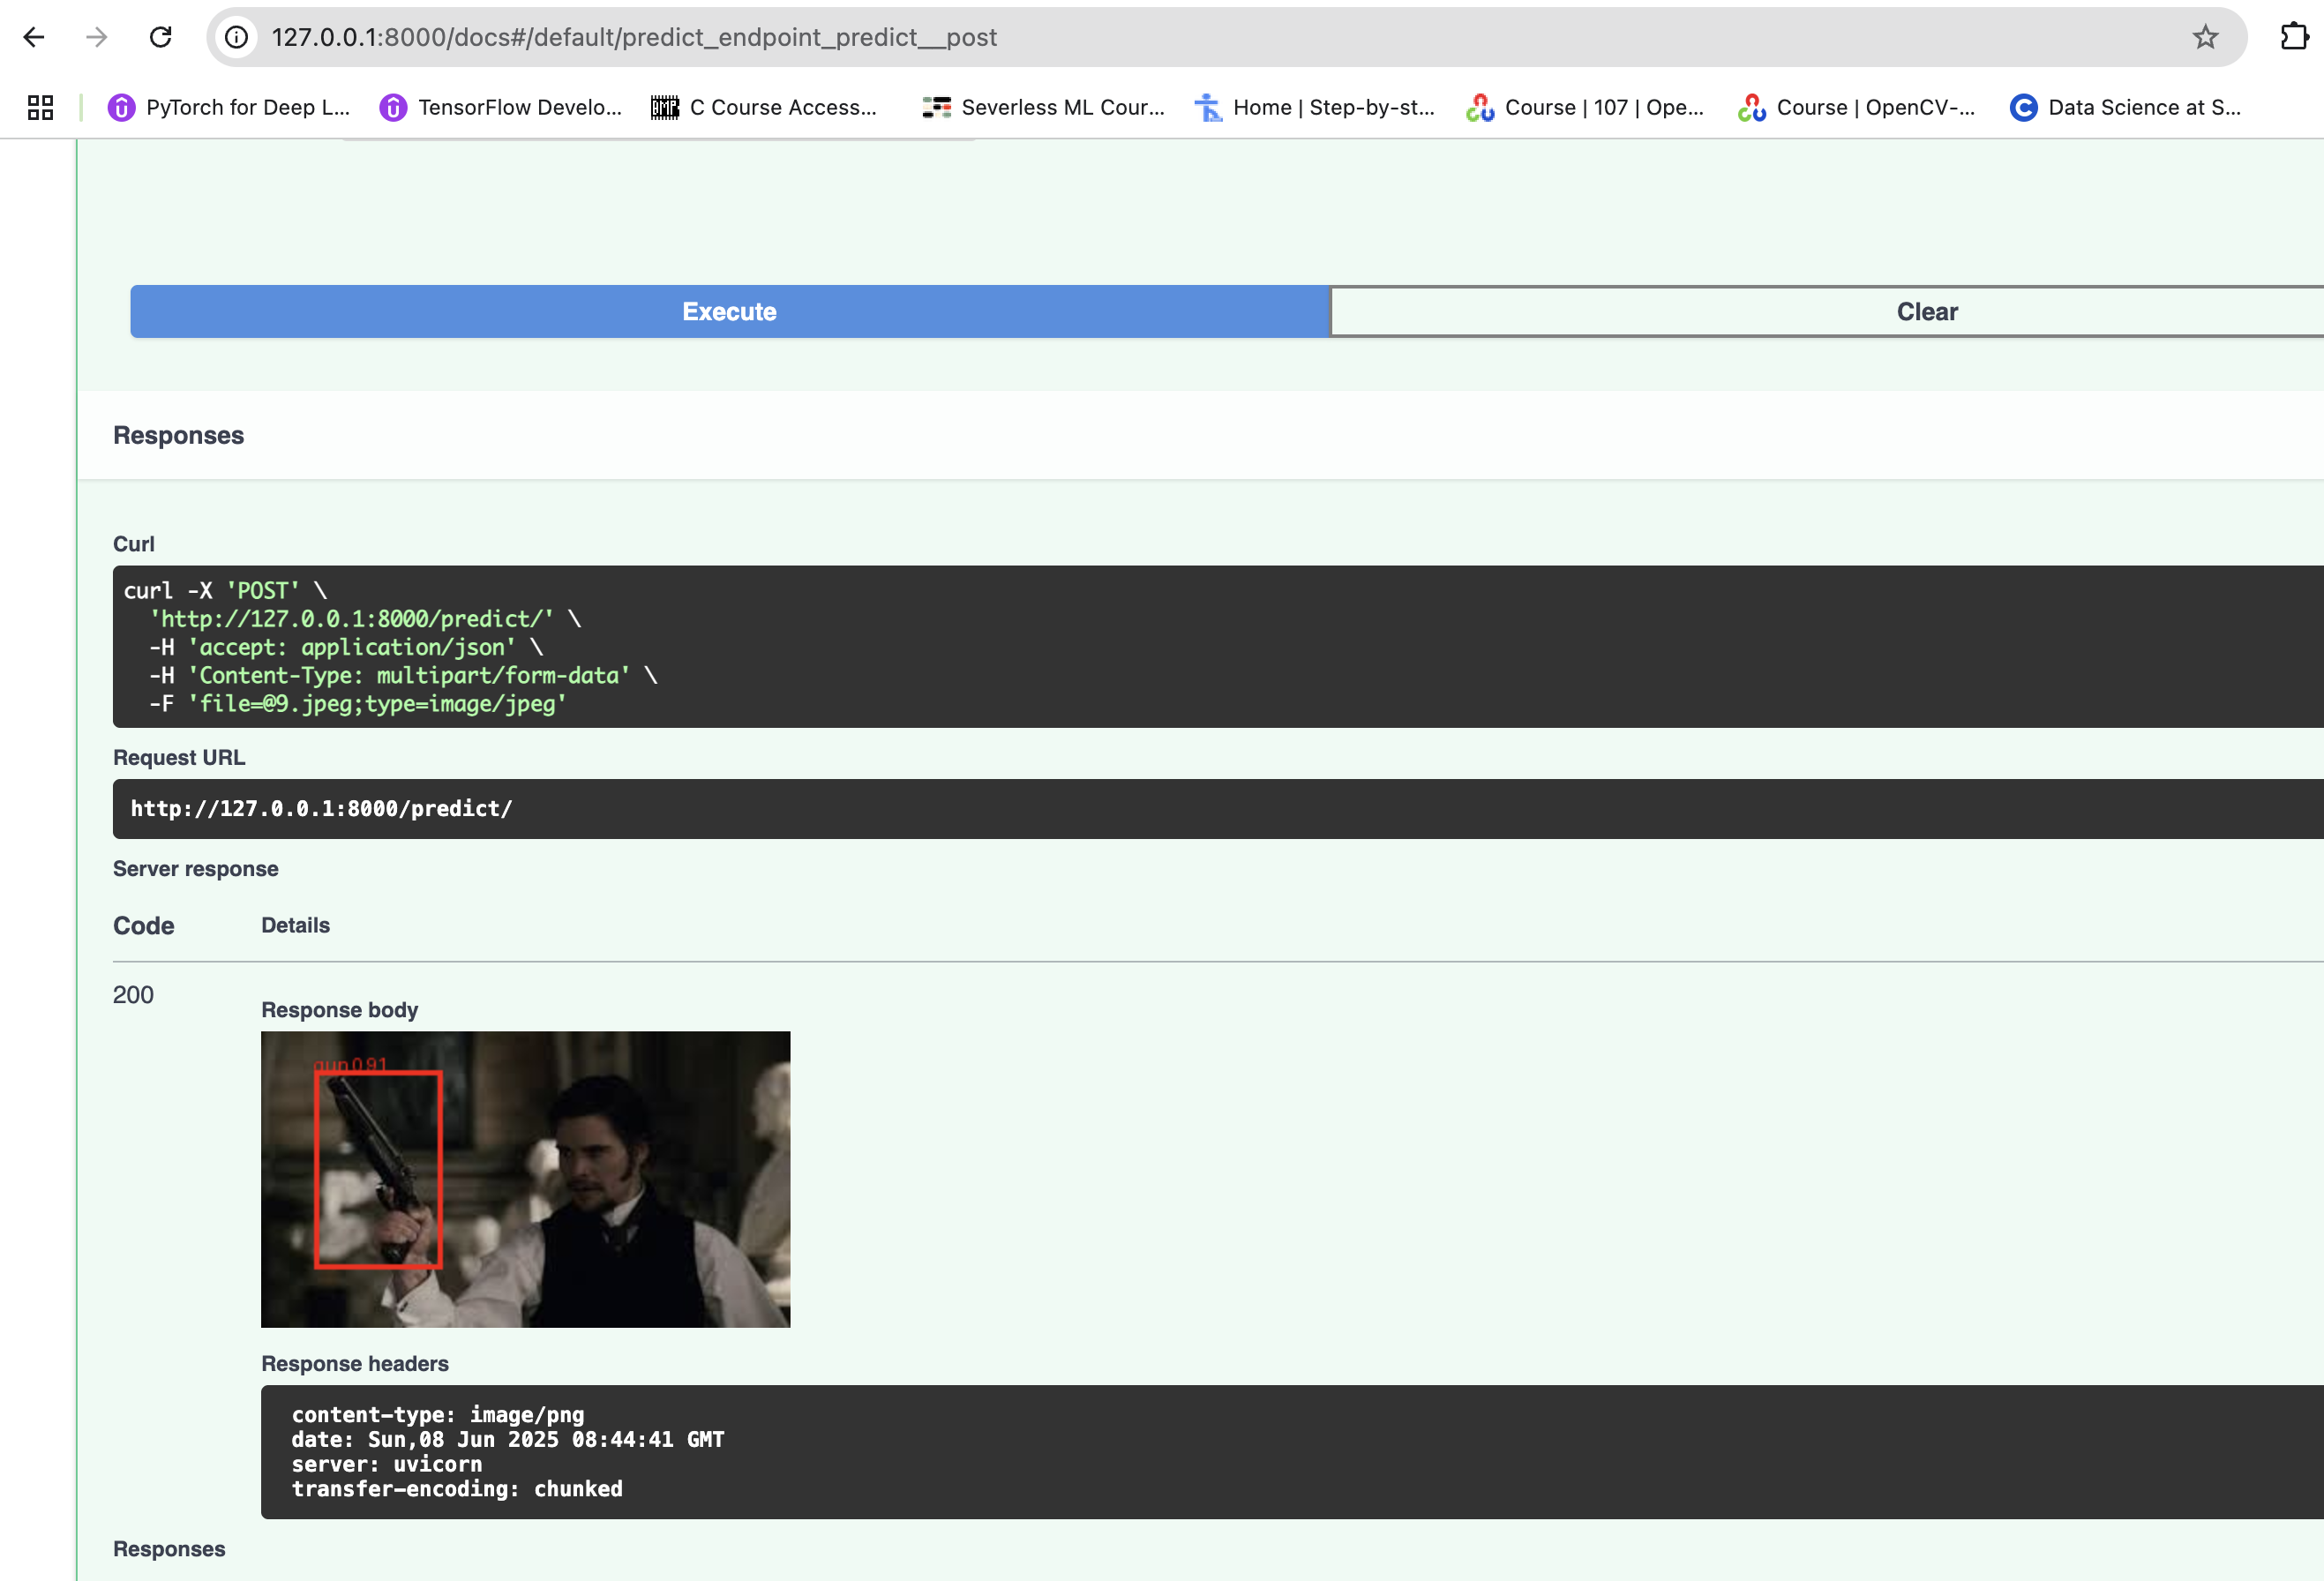 127.0.0.1:8000/docs#/default/predict_endpoint_predict__post
PyTorch for Deep L...
TensorFlow Develo...
C Course Access...
Severless ML Cour...
Home | Step-by-st...
Course | 107 | Ope...
Course | OpenCV-...
Data Science at S...
Execute
Clear
Responses
Curl
curl -X 'POST' \
'http://127.0.0.1:8000/predict/' \
-H 'accept: application/json' \
-H 'Content-Type: multipart/form-data' \
-F 'file=@9.jpeg;type=image/jpeg'
Request URL
http://127.0.0.1:8000/predict/
Server response
Code Details
200
Response body
gun 0.91
Response headers
content-type: image/png
date: Sun,08 Jun 2025 08:44:41 GMT
server: uvicorn
transfer-encoding: chunked
Responses